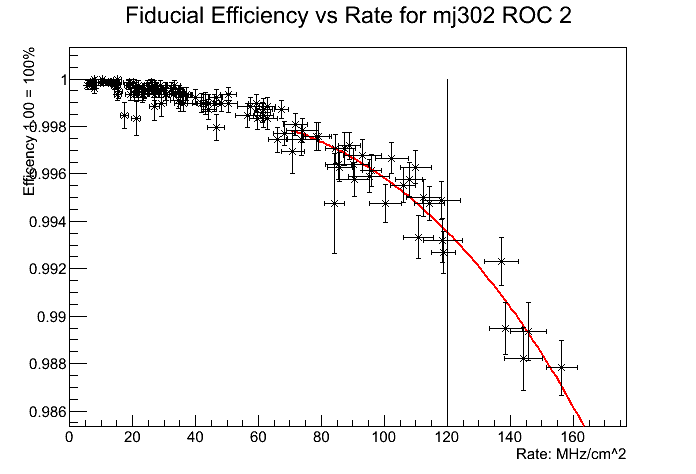 Fiducial Efficiency vs Rate for mj302 ROC 2
Efficency 1.00 = 100%
1
0.998
0.996
0.994
0.992
0.99
0.988
0.986
0 20 40 60 80 100 120 140 160
Rate: MHz/cm^2